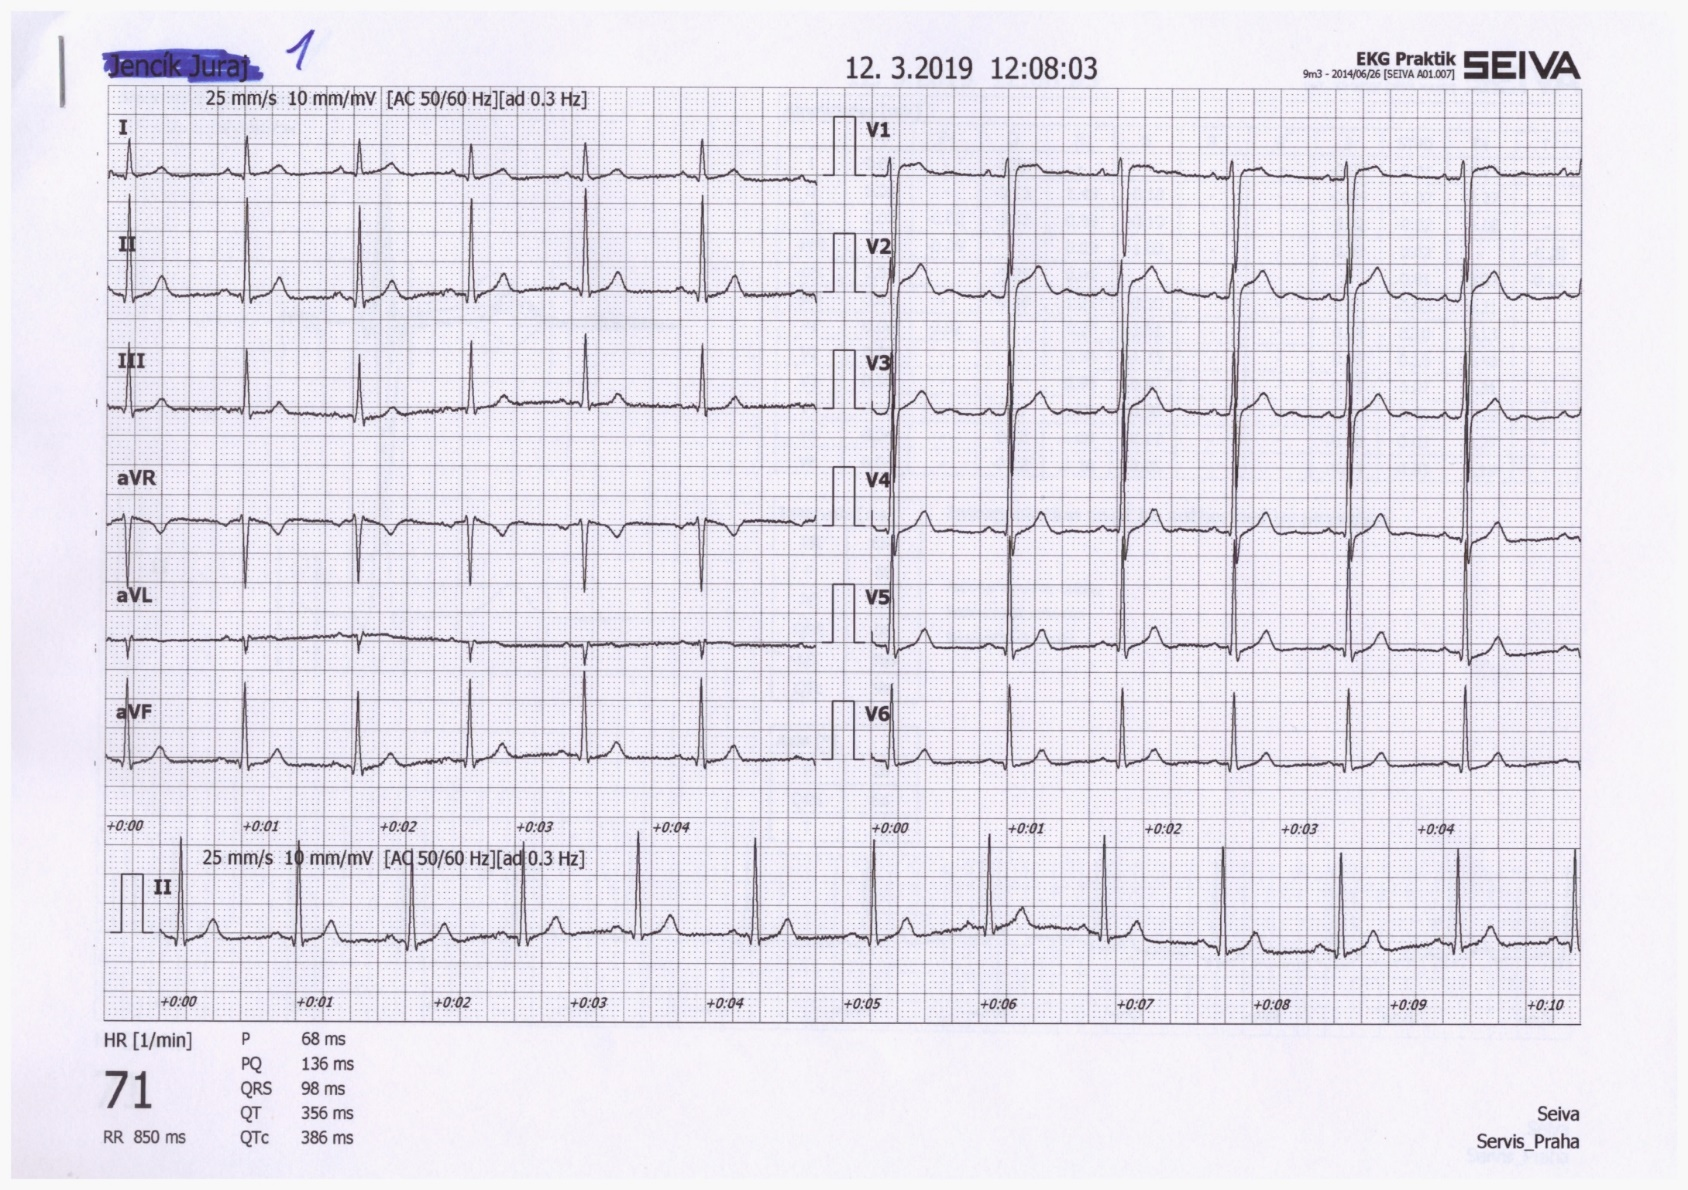 Jencík Juraj 1
12. 3.2019 12:08:03
EKG Praktik SEIVA
9m3 - 2014/06/26 [SEIVA A01.007]
25 mm/s 10 mm/mV [AC 50/60 Hz][ad 0.3 Hz]
I
II
III
aVR
aVL
aVF
V1
V2
V3
V4
V5
V6
+0:00 +0:01 +0:02 +0:03 +0:04
+0:00 +0:01 +0:02 +0:03 +0:04
25 mm/s 10 mm/mV [AC 50/60 Hz][ad 0.3 Hz]
II
+0:00 +0:01 +0:02 +0:03 +0:04 +0:05 +0:06 +0:07 +0:08 +0:09 +0:10
HR [1/min]
71
RR 850 ms
P 68 ms
PQ 136 ms
QRS 98 ms
QT 356 ms
QTc 386 ms
Seiva
Servis_Praha